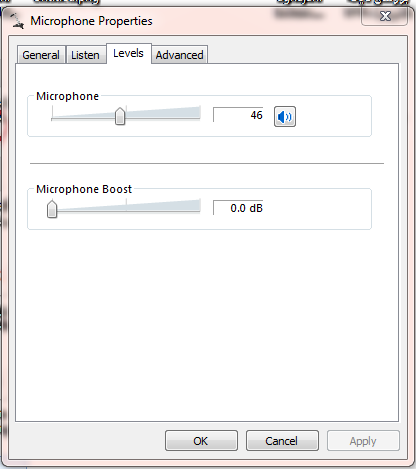 Microphone Properties
General Listen Levels Advanced
Microphone
46
Microphone Boost
0.0 dB
OK Cancel Apply